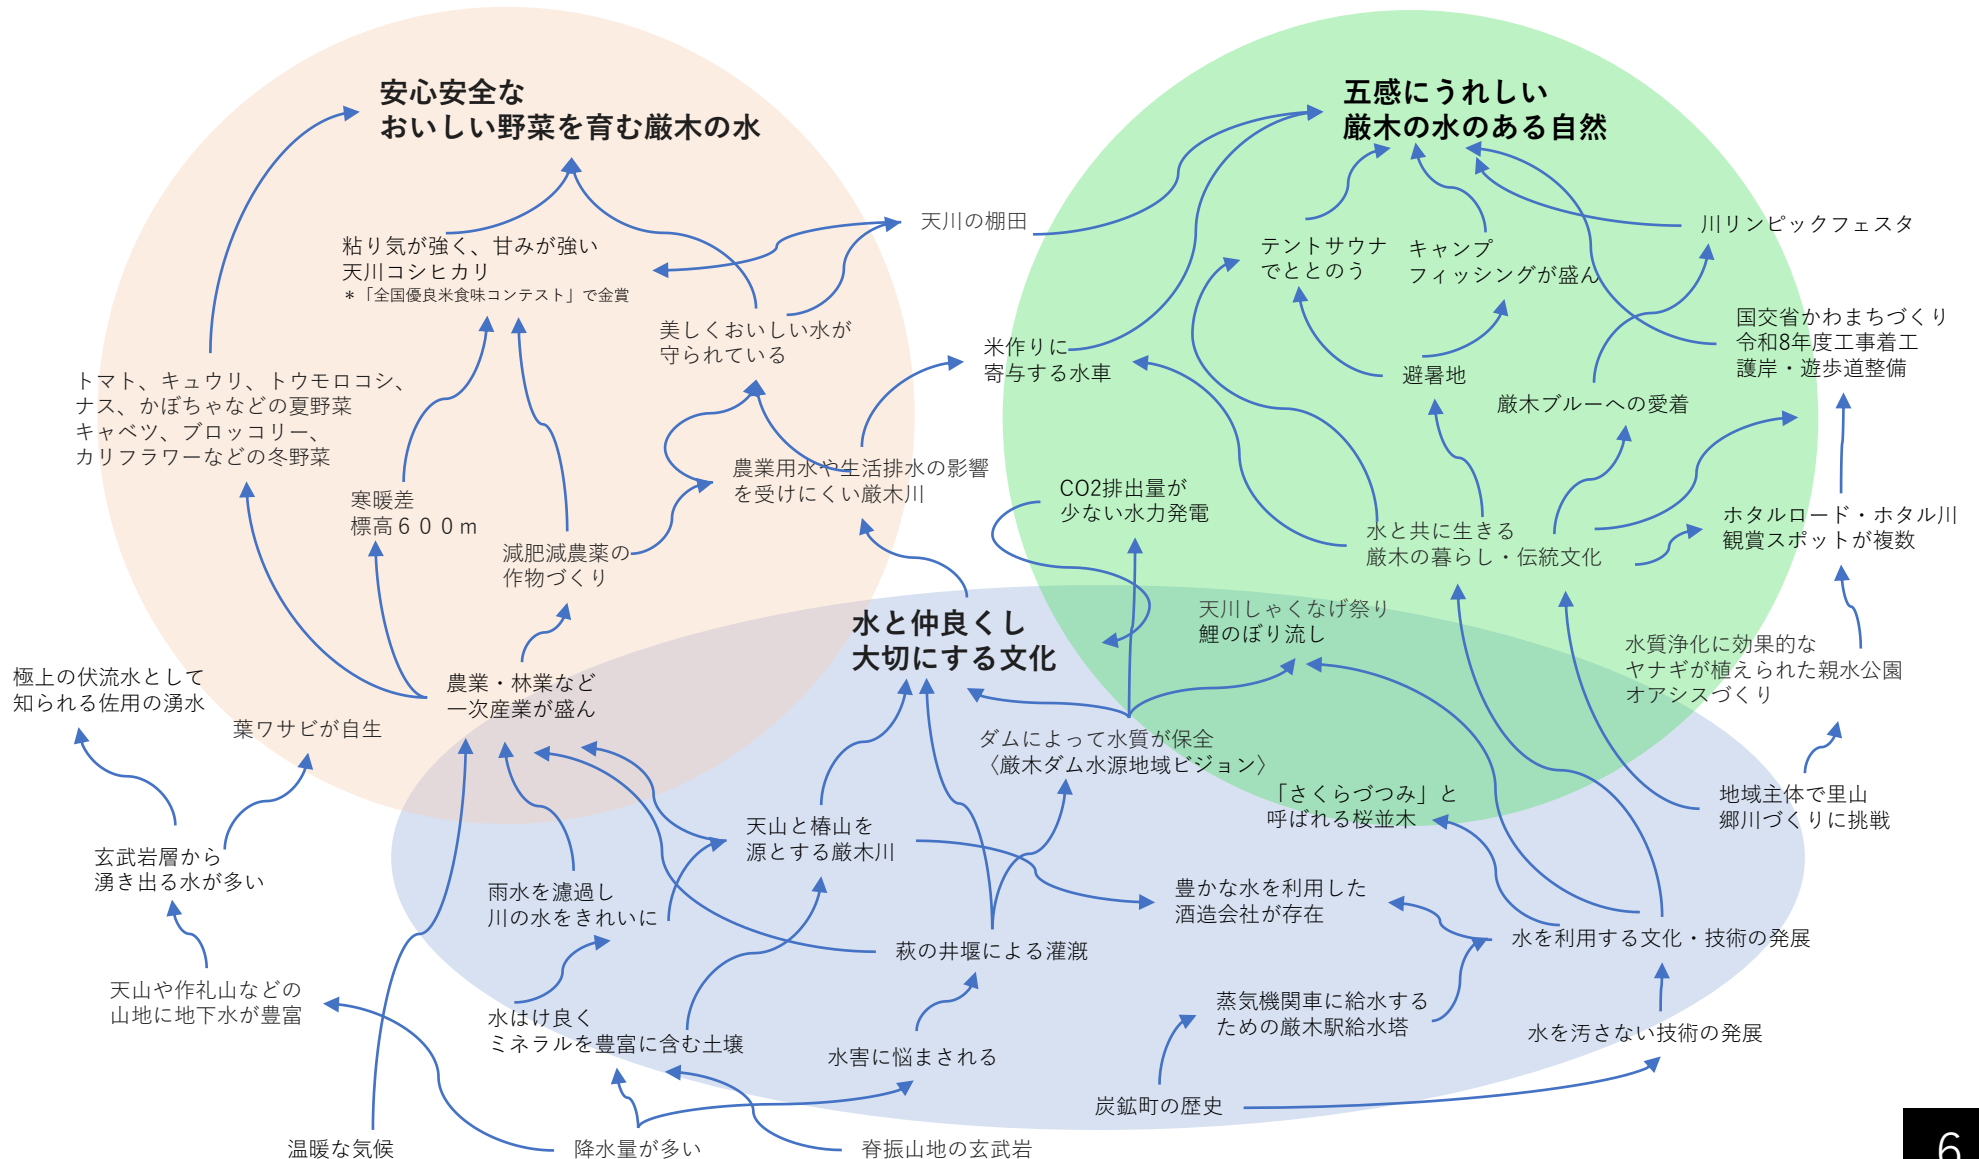 安心安全な
おいしい野菜を育む厳木の水
五感にうれしい
厳木の水のある自然
天川の棚田
川リンピックフェスタ
粘り気が強く、甘みが強い
天川コシヒカリ
＊「全国優良米食味コンテスト」で金賞
テントサウナ
でととのう
キャンプ
フィッシングが盛ん
美しくおいしい水が
守られている
米作りに
寄与する水車
国交省かわまちづくり
令和8年度工事着工
護岸・遊歩道整備
避暑地
厳木ブルーへの愛着
トマト、キュウリ、トウモロコシ、
ナス、かぼちゃなどの夏野菜
キャベツ、ブロッコリー、
カリフラワーなどの冬野菜
寒暖差
標高６００ｍ
農業用水や生活排水の影響
を受けにくい厳木川
CO2排出量が
少ない水力発電
水と共に生きる
厳木の暮らし・伝統文化
ホタルロード・ホタル川
観賞スポットが複数
減肥減農薬の
作物づくり
水と仲良くし
大切にする文化
天川しゃくなげ祭り
鯉のぼり流し
水質浄化に効果的な
ヤナギが植えられた親水公園
オアシスづくり
極上の伏流水として
知られる佐用の湧水
葉ワサビが自生
農業・林業など
一次産業が盛ん
ダムによって水質が保全
〈厳木ダム水源地域ビジョン〉
「さくらづつみ」と
呼ばれる桜並木
地域主体で里山
郷川づくりに挑戦
天山と椿山を
源とする厳木川
玄武岩層から
湧き出る水が多い
雨水を濾過し
川の水をきれいに
豊かな水を利用した
酒造会社が存在
萩の井堰による灌漑
水を利用する文化・技術の発展
天山や作礼山などの
山地に地下水が豊富
水はけ良く
ミネラルを豊富に含む土壌
水害に悩まされる
蒸気機関車に給水する
ための厳木駅給水塔
水を汚さない技術の発展
炭鉱町の歴史
温暖な気候
降水量が多い
脊振山地の玄武岩
6